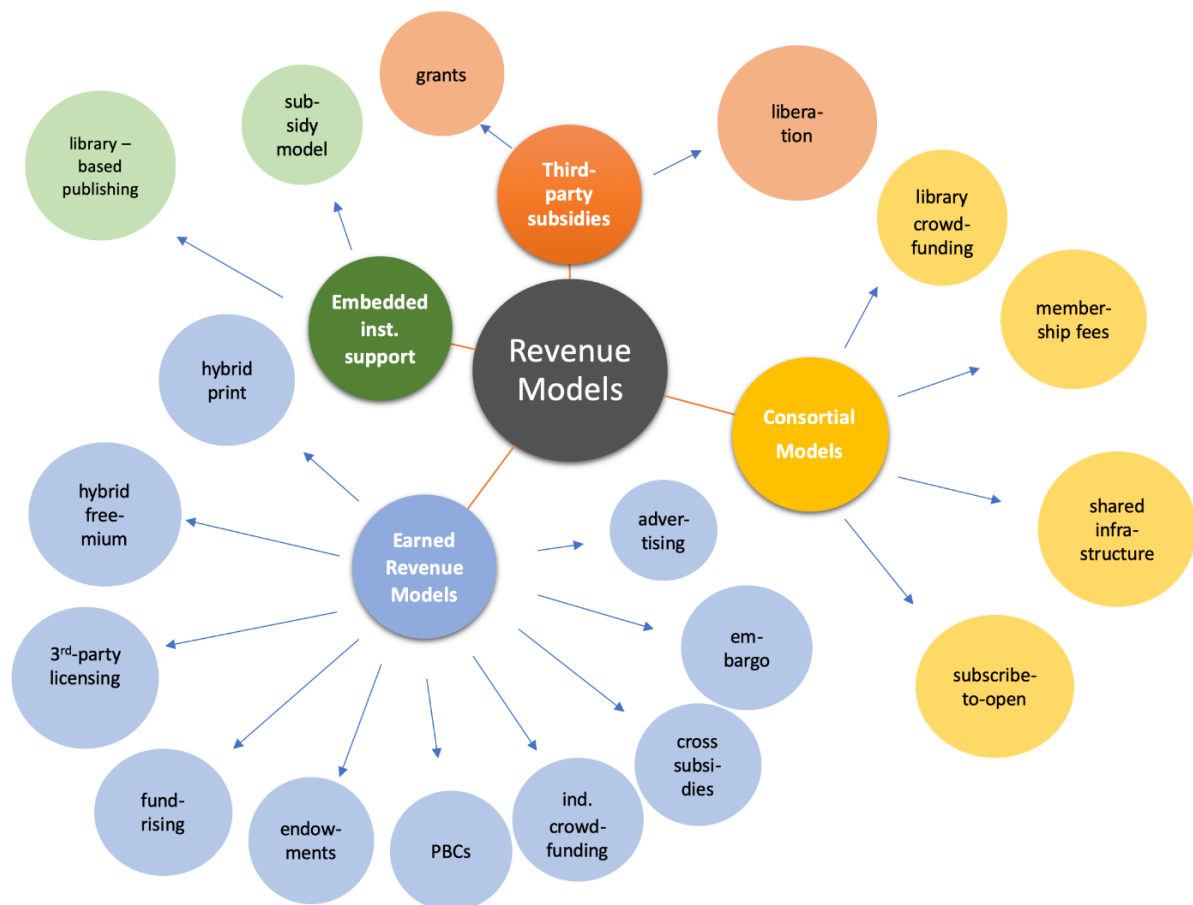 grants
libera-
tion
sub-
sidy
model
library –
based
publishing
Third-
party
subsidies
library
crowd-
funding
Embedded
inst.
support
member-
ship fees
Revenue
Models
hybrid
print
Consortial
Models
hybrid
free-
mium
adver-
tising
shared
infra-
structure
Earned
Revenue
Models
em-
bargo
3rd-party
licensing
subscribe-
to-open
cross
subsi-
dies
fund-
rising
endow-
ments
PBCs
ind.
crowd-
funding